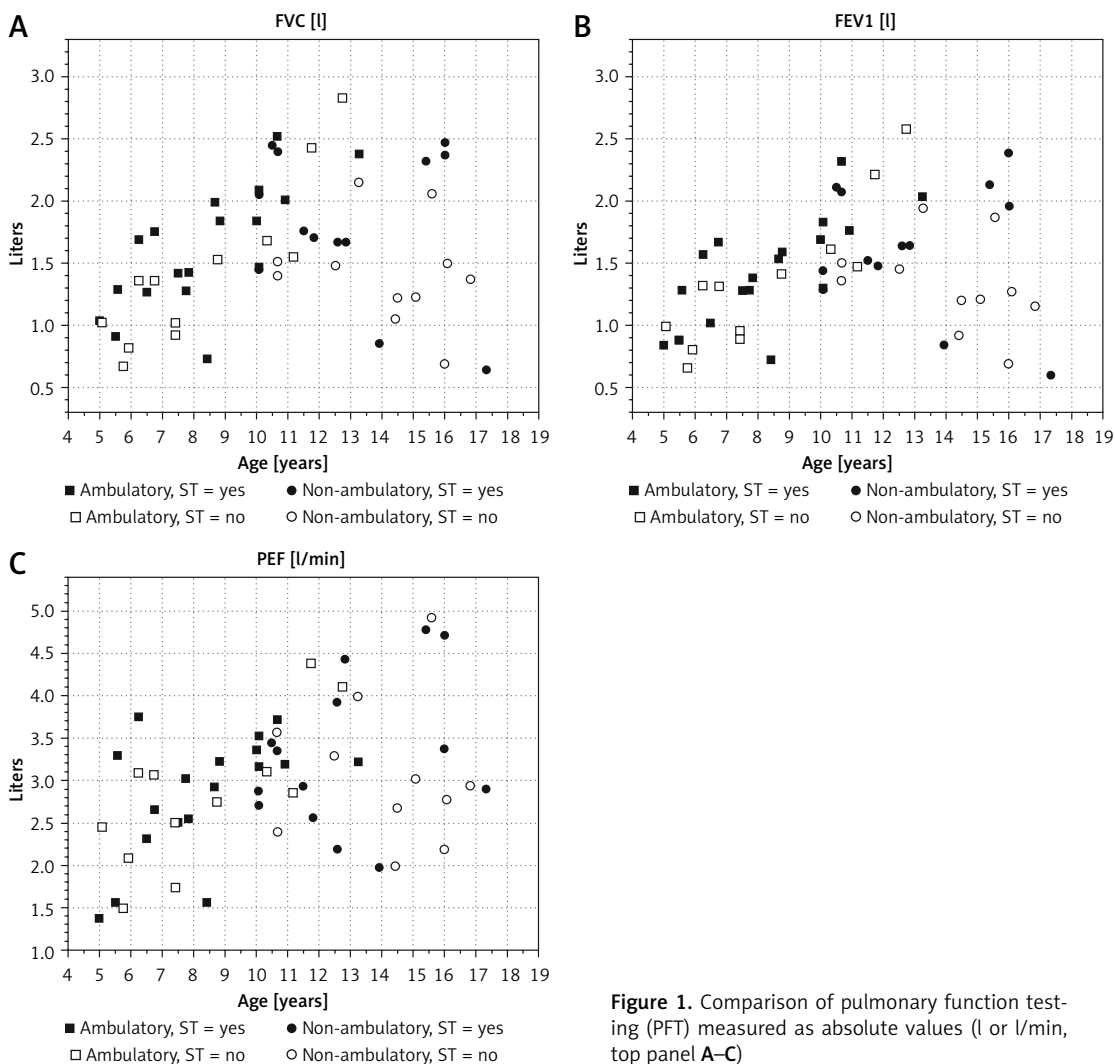 A
FVC [l]
Liters
3.0
2.5
2.0
1.5
1.0
0.5
4 5 6 7 8 9 10 11 12 13 14 15 16 17 18 19
Age [years]
Ambulatory, ST = yes Non-ambulatory, ST = yes
Ambulatory, ST = no Non-ambulatory, ST = no
B
FEV1 [l]
Liters
3.0
2.5
2.0
1.5
1.0
0.5
4 5 6 7 8 9 10 11 12 13 14 15 16 17 18 19
Age [years]
Ambulatory, ST = yes Non-ambulatory, ST = yes
Ambulatory, ST = no Non-ambulatory, ST = no
C
PEF [l/min]
Liters
5.0
4.5
4.0
3.5
3.0
2.5
2.0
1.5
1.0
4 5 6 7 8 9 10 11 12 13 14 15 16 17 18 19
Age [years]
Ambulatory, ST = yes Non-ambulatory, ST = yes
Ambulatory, ST = no Non-ambulatory, ST = no
Figure 1. Comparison of pulmonary function test-
ing (PFT) measured as absolute values (l or l/min,
top panel A–C)